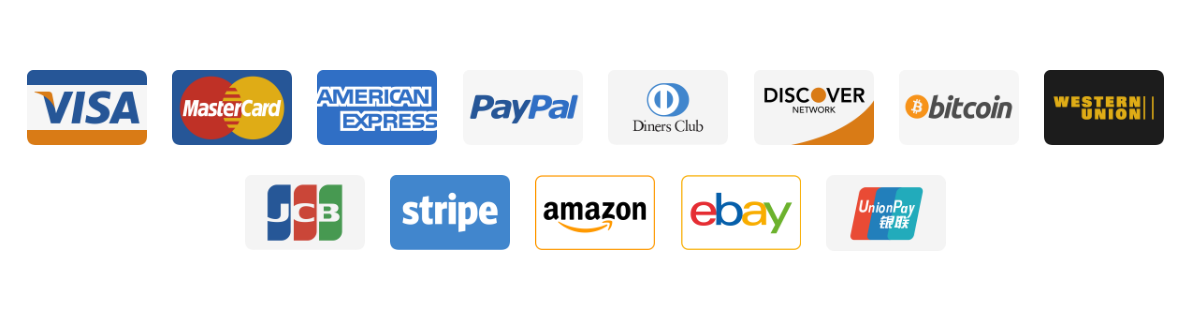 VISA
MasterCard
AMERICAN
EXPRESS
PayPal
Diners Club
DISCOVER
NETWORK
bitcoin
WESTERN
UNION
JCB
stripe
amazon
ebay
UnionPay
银联